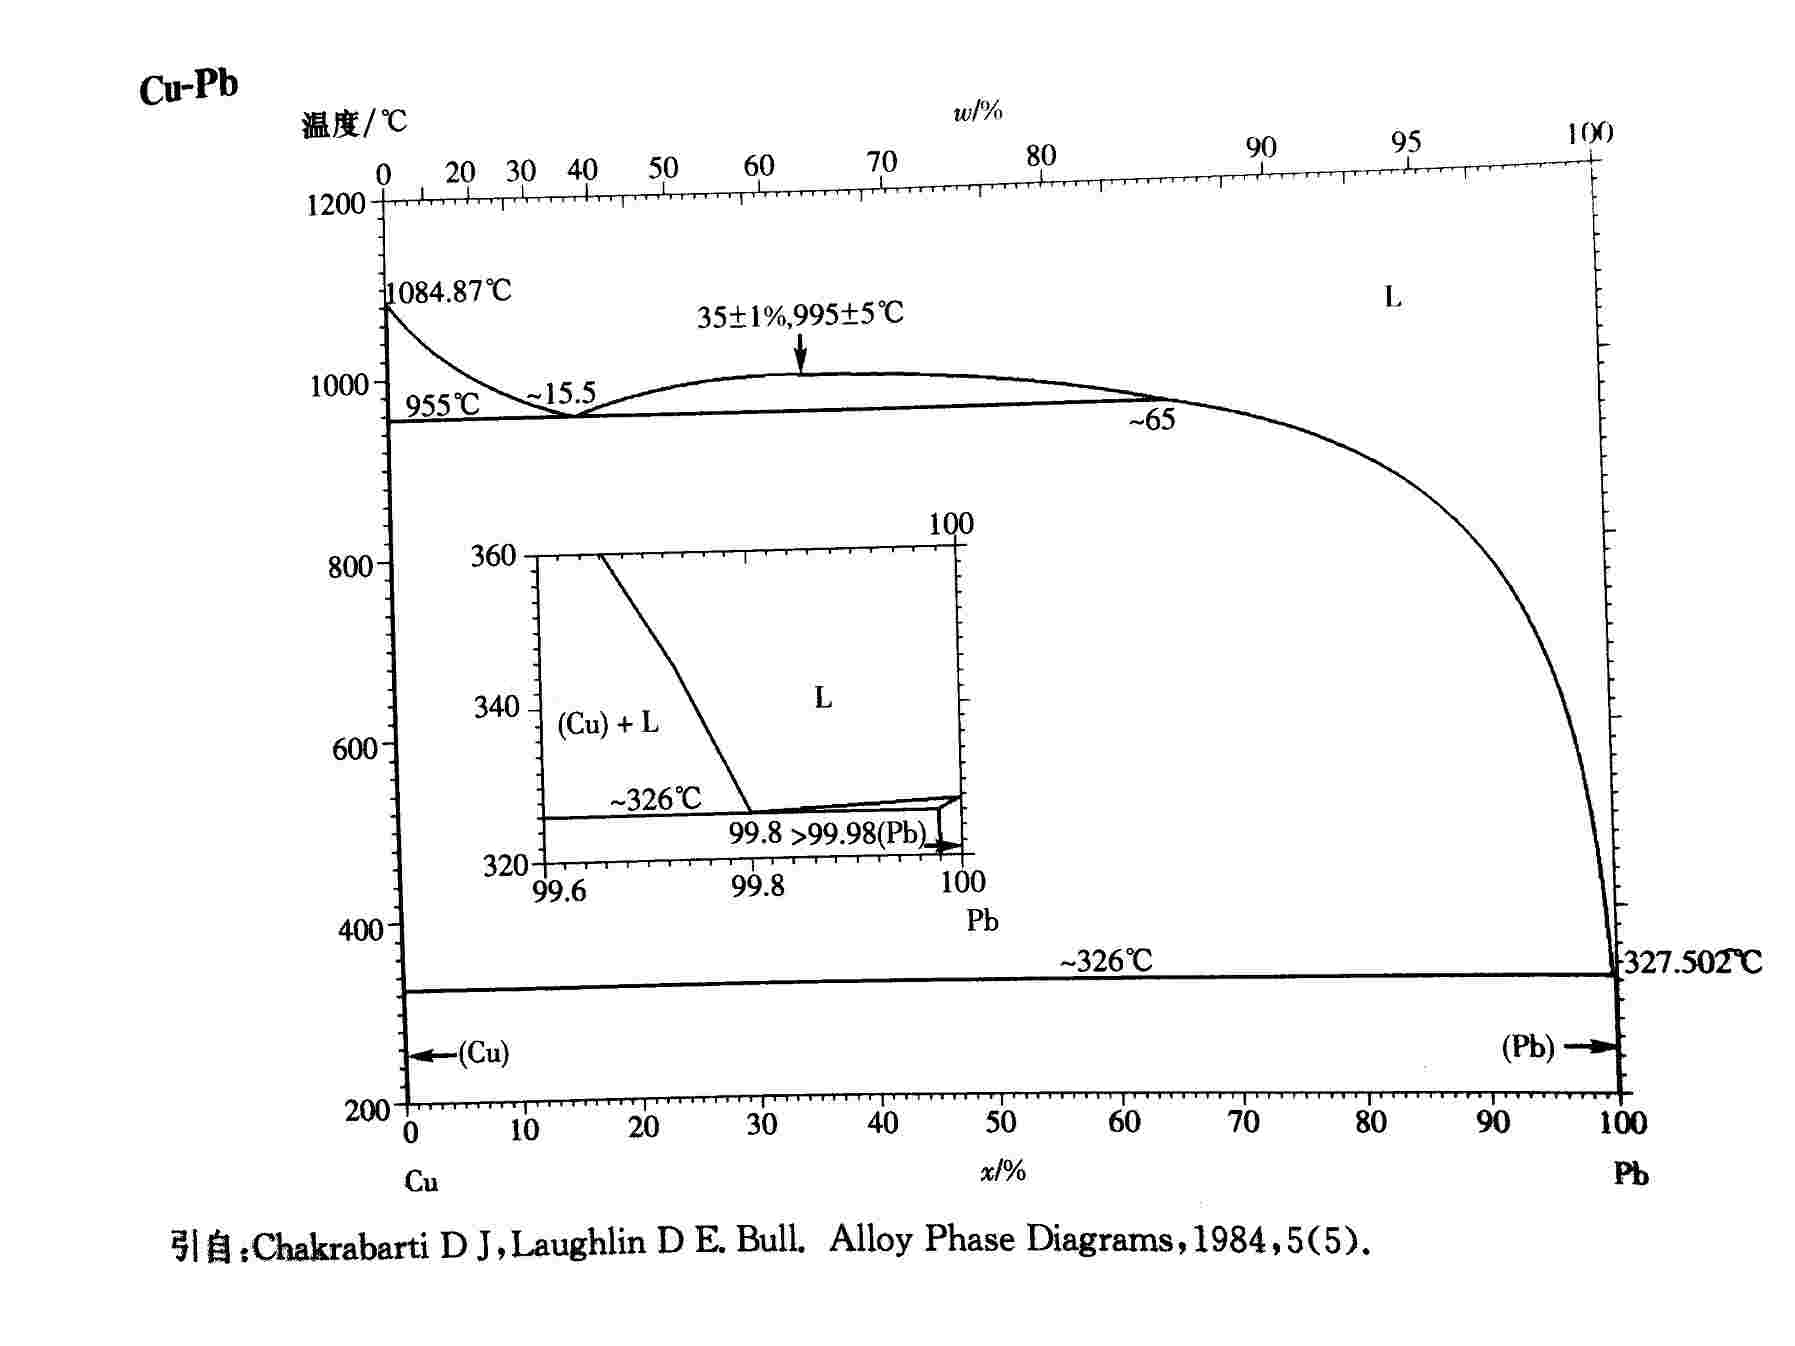 Cu-Pb
温度/℃
w/%
0 20 30 40 50 60 70 80 90 95 100
1200
1084.87℃
35±1%,995±5℃
L
1000
955℃
~15.5
~65
800
100
360
340
(Cu) + L
L
~326℃
99.8 >99.98(Pb)
320
99.6 99.8 100
Pb
600
400
~326℃
327.502℃
(Cu)
(Pb)
200
0 10 20 30 40 50 60 70 80 90 100
Cu
x/%
Pb
引自:Chakrabarti D J,Laughlin D E. Bull. Alloy Phase Diagrams,1984,5(5).